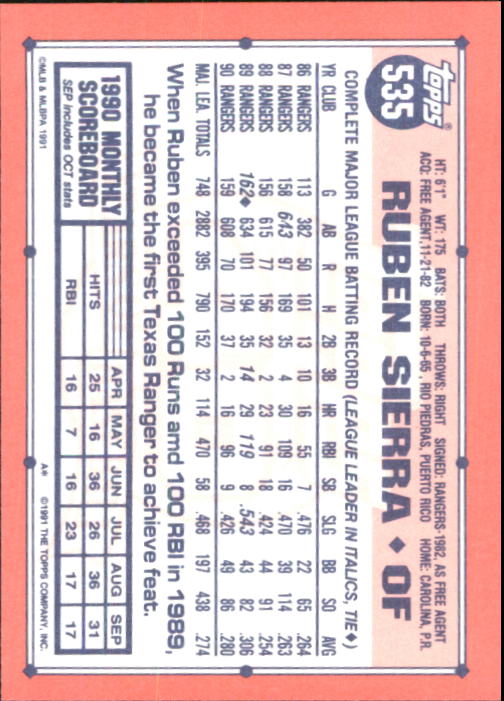 topps®
535
RUBEN SIERRA ♦ OF
HT: 6'1" WT: 175 BATS: BOTH THROWS: RIGHT SIGNED: RANGERS-1982, AS FREE AGENT
ACQ: FREE AGENT,11-21-82 BORN: 10-6-65, RIO PIEDRAS, PUERTO RICO HOME: CAROLINA, P.R.
COMPLETE MAJOR LEAGUE BATTING RECORD (LEAGUE LEADER IN ITALICS, TIE♦)
YR CLUB G AB R H 2B 3B HR RBI SB SLG BB SO AVG
86 RANGERS 113 382 50 101 13 10 16 55 7 .476 22 65 .264
87 RANGERS 158 643 97 169 35 4 30 109 16 .470 39 114 .263
88 RANGERS 156 615 77 156 32 2 23 91 18 .424 44 91 .254
89 RANGERS 162♦ 634 101 194 35 14 29 119 8 .543 43 82 .306
90 RANGERS 159 608 70 170 37 2 16 96 9 .426 49 86 .280
MAJ. LEA. TOTALS 748 2882 395 790 152 32 114 470 58 .468 197 438 .274
When Ruben exceeded 100 Runs amd 100 RBI in 1989,
he became the first Texas Ranger to achieve feat.
1990 MONTHLY
SCOREBOARD
SEP includes OCT stats
APR MAY JUN JUL AUG SEP
HITS 25 16 36 26 36 31
RBI 16 7 16 23 17 17
©MLB & MLBPA 1991
A* ©1991 THE TOPPS COMPANY, INC.